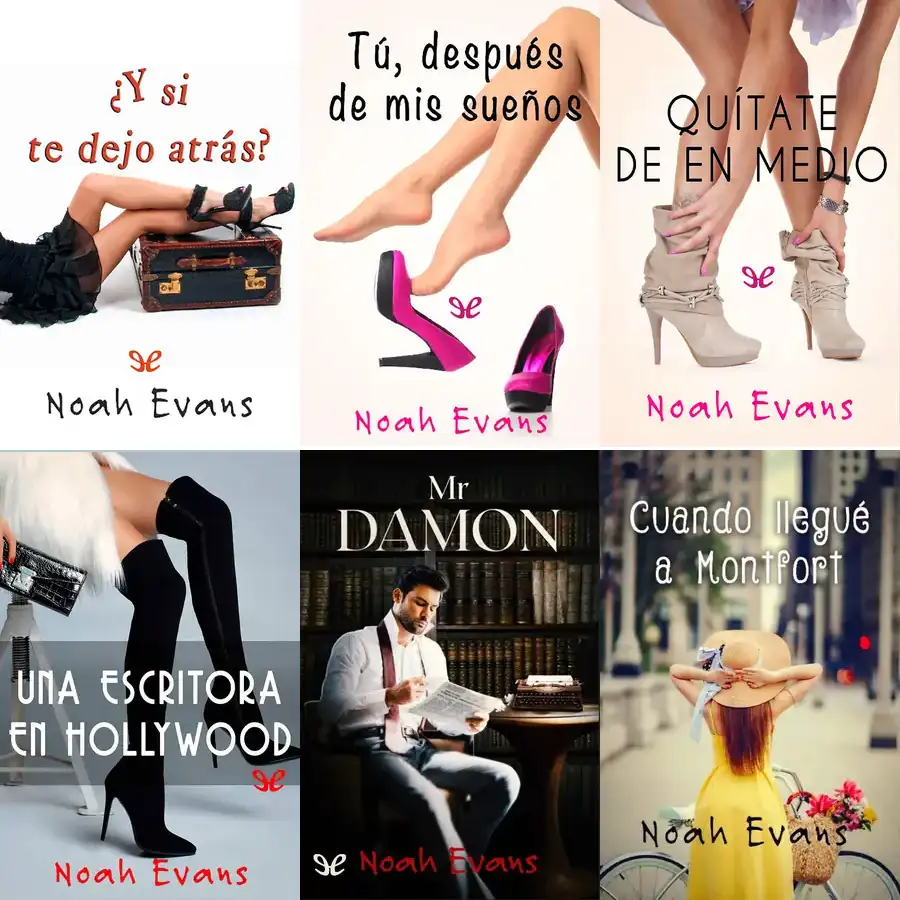 ¿Y si
te dejo atrás?
Noah Evans
Tú, después
de mis sueños
Noah Evans
QUÍTATE
DE EN MEDIO
Noah Evans
UNA ESCRITORA
EN HOLLYWOOD
Noah Evans
Mr
DAMON
Noah Evans
Cuando llegué
a Montfort
Noah Evans